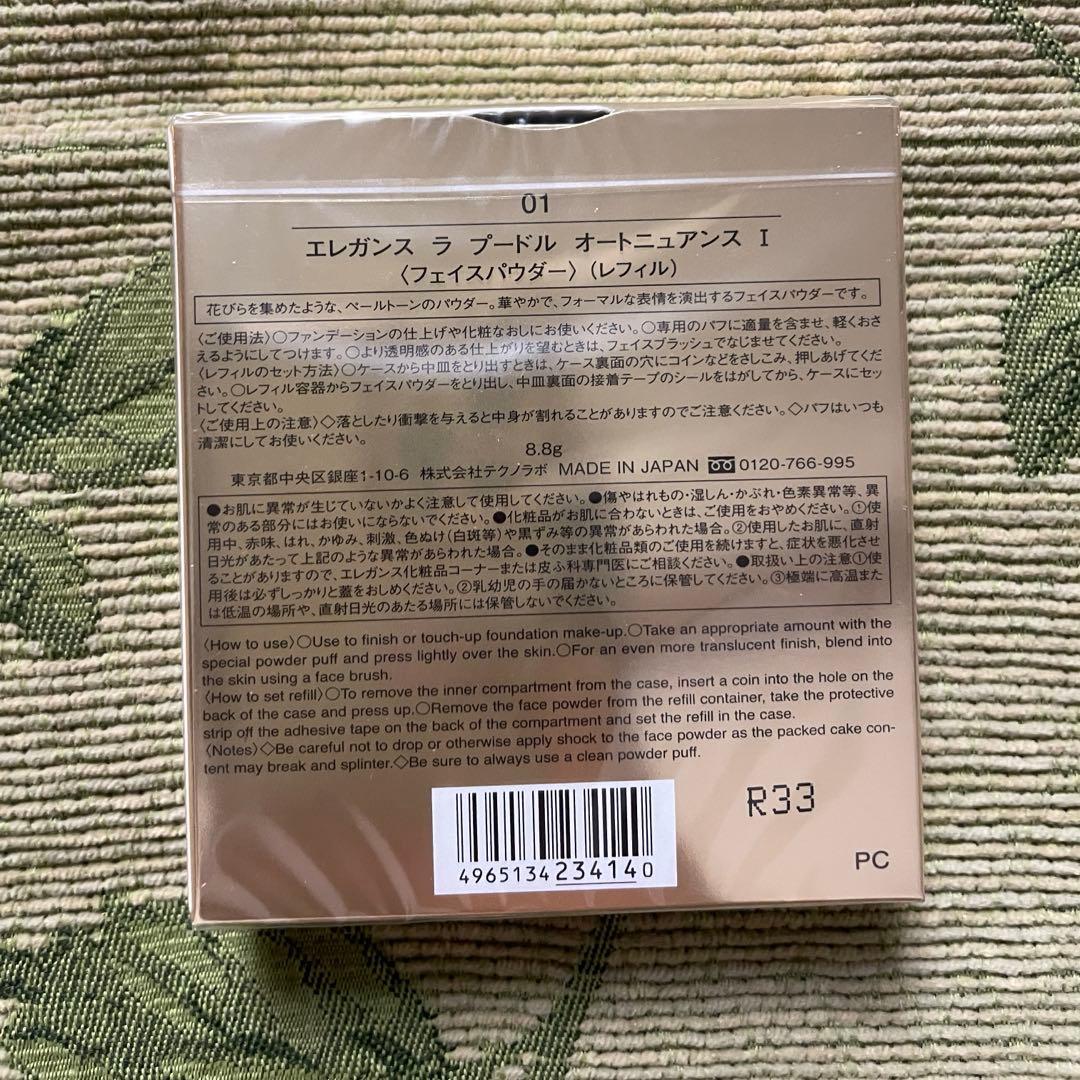 01
エレガンス ラ プードル オートニュアンス I
〈フェイスパウダー〉(レフィル)
花びらを集めたような、ペールトーンのパウダー。華やかで、フォーマルな表情を演出するフェイスパウダーです。
〈ご使用法〉○ファンデーションの仕上げや化粧なおしにお使いください。○専用のパフに適量を含ませ、軽くおさ
えるようにしてつけます。○より透明感のある仕上がりを望むときは、フェイスブラッシュでなじませてください。
〈レフィルのセット方法〉○ケースから中皿をとり出すときは、ケース裏面の穴にコインなどをさしこみ、押しあげてくだ
さい。○レフィル容器からフェイスパウダーをとり出し、中皿裏面の接着テープのシールをはがしてから、ケースにセッ
トしてください。
〈ご使用上の注意〉◇落としたり衝撃を与えると中身が割れることがありますのでご注意ください。◇パフはいつも
清潔にしてお使いください。
8.8g
東京都中央区銀座1-10-6 株式会社テクノラボ MADE IN JAPAN 0120-766-995
●お肌に異常が生じていないかよく注意して使用してください。●傷やはれもの・湿しん・かぶれ・色素異常等、異
常のある部分にはお使いにならないでください。●化粧品がお肌に合わないときは、ご使用をおやめください。①使
用中、赤味、はれ、かゆみ、刺激、色ぬけ(白斑等)や黒ずみ等の異常があらわれた場合。②使用したお肌に、直射
日光があたって上記のような異常があらわれた場合。●そのまま化粧品類のご使用を続けますと、症状を悪化させ
ることがありますので、エレガンス化粧品コーナーまたは皮ふ科専門医にご相談ください。●取扱い上の注意①使
用後は必ずしっかりと蓋をおしめください。②乳幼児の手の届かないところに保管してください。③極端に高温また
は低温の場所や、直射日光のあたる場所には保管しないでください。
〈How to use〉○Use to finish or touch-up foundation make-up.○Take an appropriate amount with the
special powder puff and press lightly over the skin.○For an even more translucent finish, blend into
the skin using a face brush.
〈How to set refill〉○To remove the inner compartment from the case, insert a coin into the hole on the
back of the case and press up.○Remove the face powder from the refill container, take the protective
strip off the adhesive tape on the back of the compartment and set the refill in the case.
〈Notes〉◇Be careful not to drop or otherwise apply shock to the face powder as the packed cake con-
tent may break and splinter.◇Be sure to always use a clean powder puff.
R33
4965134234140
PC